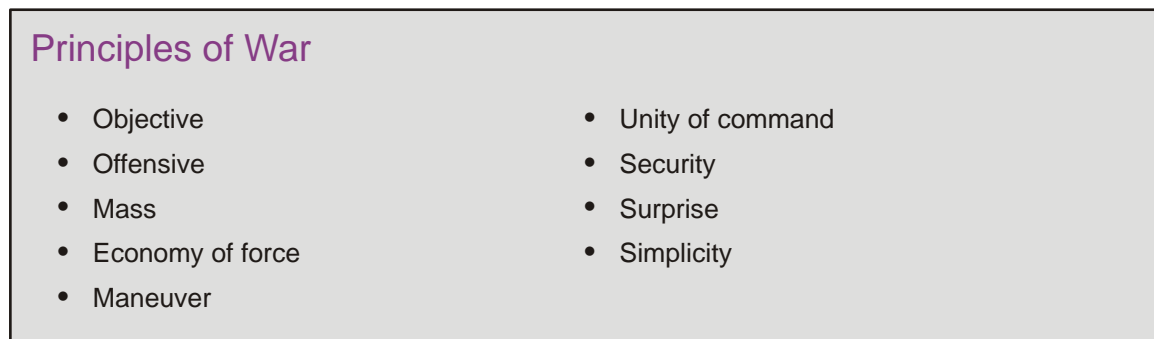 Principles of War
• Objective
• Offensive
• Mass
• Economy of force
• Maneuver
• Unity of command
• Security
• Surprise
• Simplicity